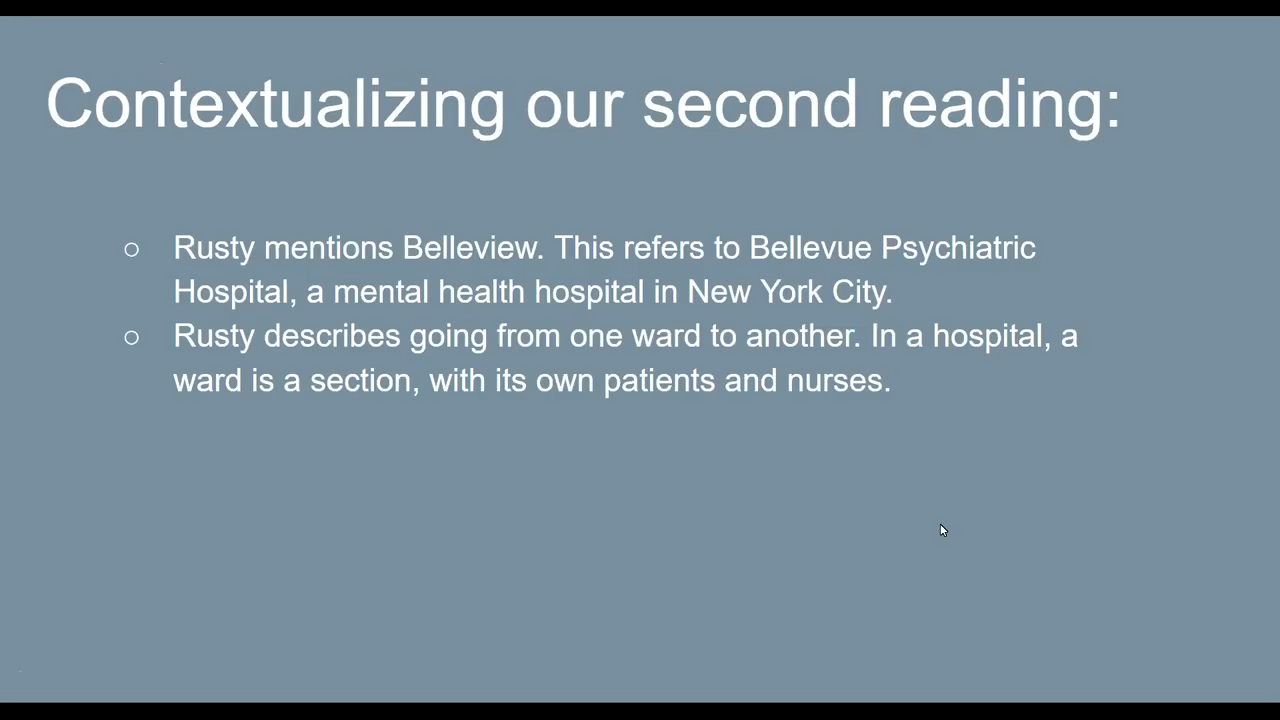 Contextualizing our second reading:
○ Rusty mentions Belleview. This refers to Bellevue Psychiatric
Hospital, a mental health hospital in New York City.
○ Rusty describes going from one ward to another. In a hospital, a
ward is a section, with its own patients and nurses.